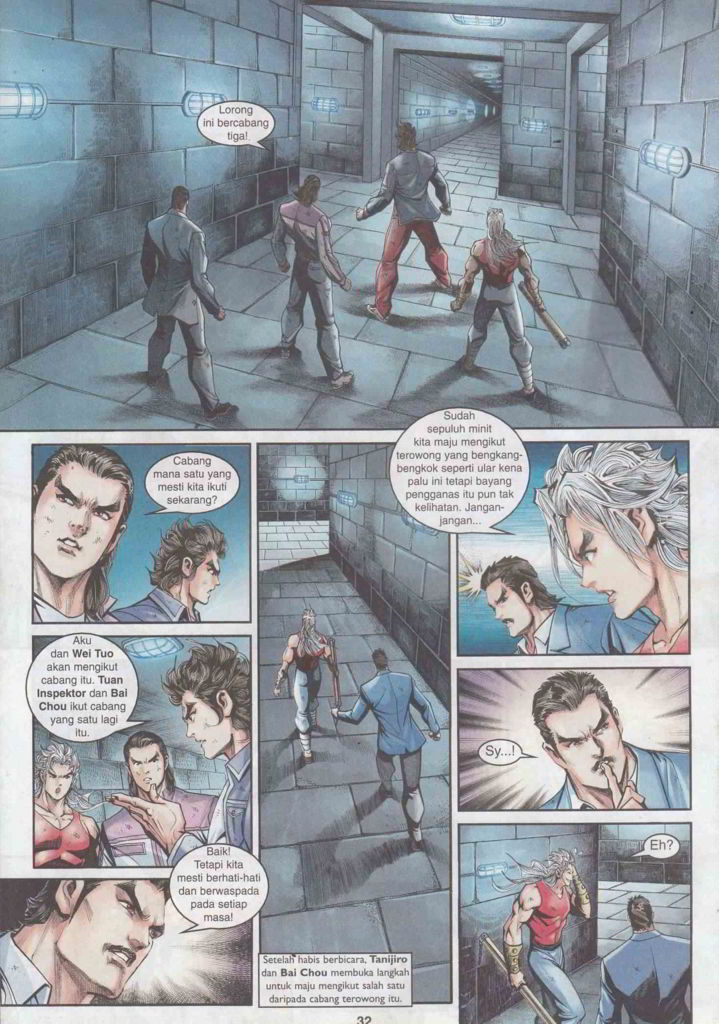 Lorong
ini bercabang
tiga!
Cabang
mana satu yang
mesti kita ikuti
sekarang?
Aku
dan Wei Tuo
akan mengikut
cabang itu. Tuan
Inspektor dan Bai
Chou ikut cabang
yang satu lagi
itu.
Baik!
Tetapi kita
mesti berhati-hati
dan berwaspada
pada setiap
masa!
Setelah habis berbicara, Tanijiro
dan Bai Chou membuka langkah
untuk maju mengikut salah satu
daripada cabang terowong itu.
Sudah
sepuluh minit
kita maju mengikut
terowong yang bengkang-
bengkok seperti ular kena
palu ini tetapi bayang
pengganas itu pun tak
kelihatan. Jangan-
jangan...
Sy...!
Eh?
32